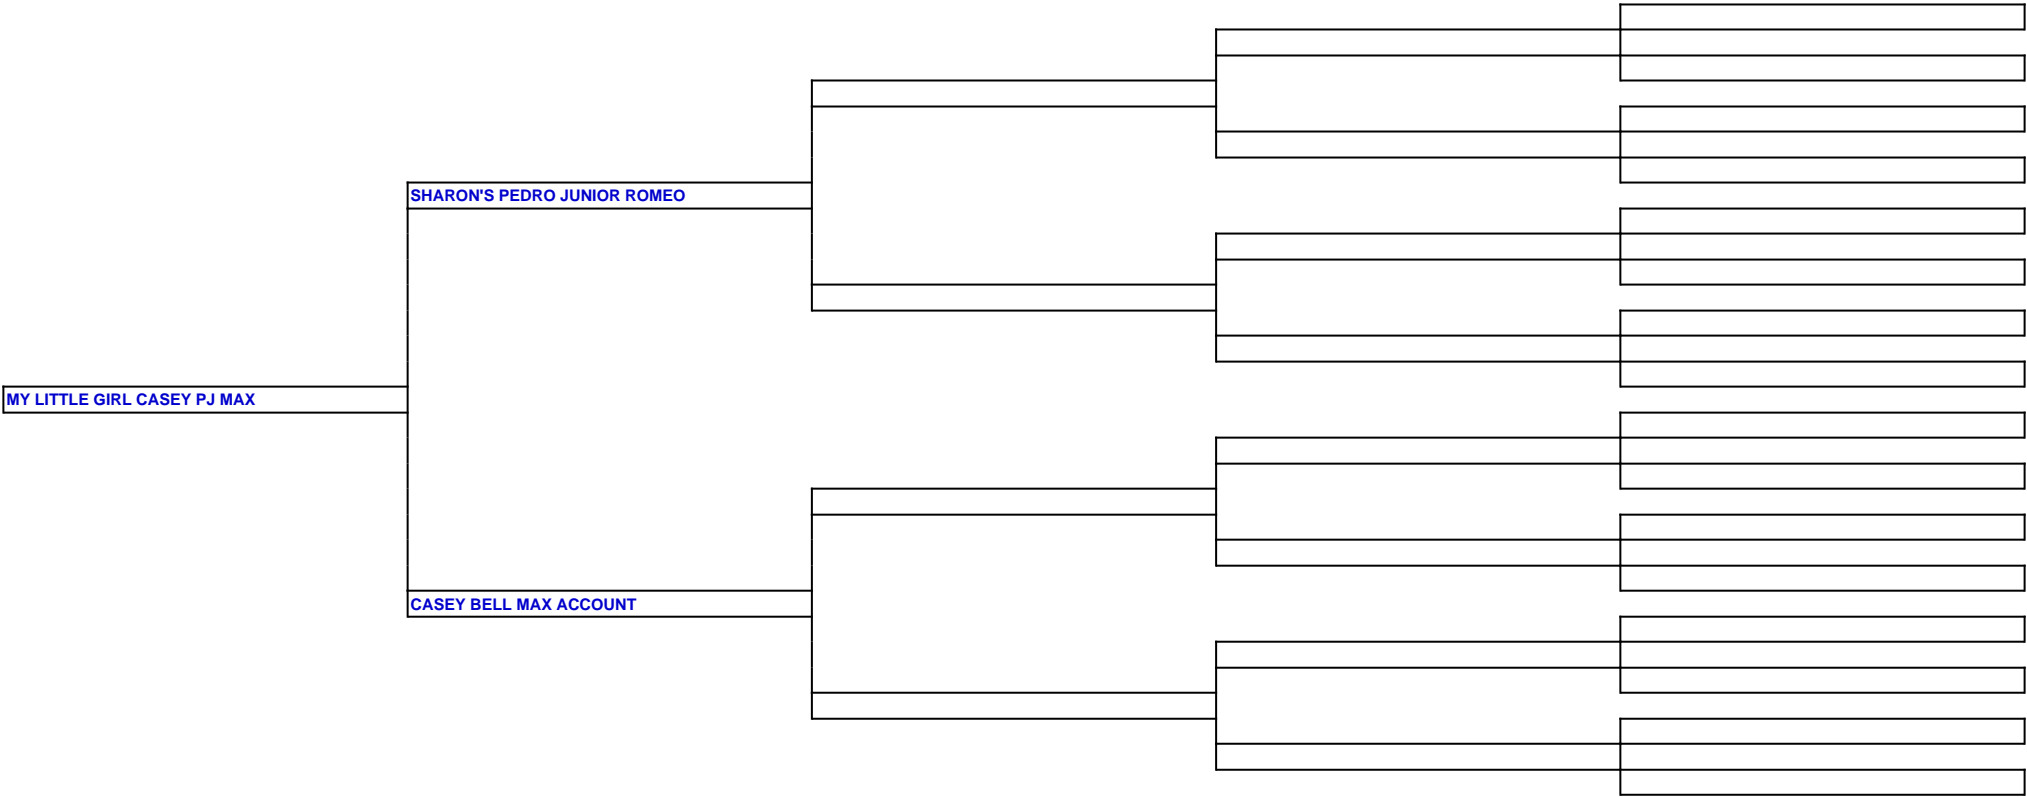 SHARON'S PEDRO JUNIOR ROMEO
MY LITTLE GIRL CASEY PJ MAX
CASEY BELL MAX ACCOUNT